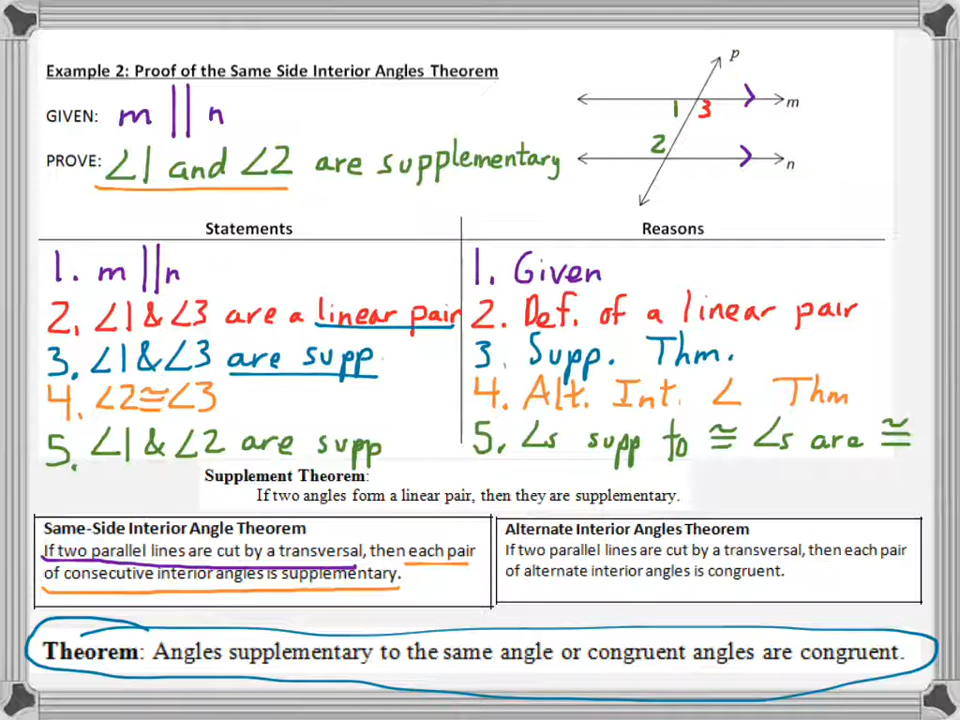 Example 2: Proof of the Same Side Interior Angles Theorem
GIVEN: m || n
PROVE: ∠1 and ∠2 are supplementary
p
1 3 m
2
n
Statements Reasons
1. m || n 1. Given
2. ∠1 & ∠3 are a linear pair 2. Def. of a linear pair
3. ∠1 & ∠3 are supp 3. Supp. Thm.
4. ∠2 ≅ ∠3 4. Alt. Int. ∠ Thm
5. ∠1 & ∠2 are supp 5. ∠s supp to ≅ ∠s are ≅
Supplement Theorem:
If two angles form a linear pair, then they are supplementary.
Same-Side Interior Angle Theorem
If two parallel lines are cut by a transversal, then each pair
of consecutive interior angles is supplementary.
Alternate Interior Angles Theorem
If two parallel lines are cut by a transversal, then each pair
of alternate interior angles is congruent.
Theorem: Angles supplementary to the same angle or congruent angles are congruent.